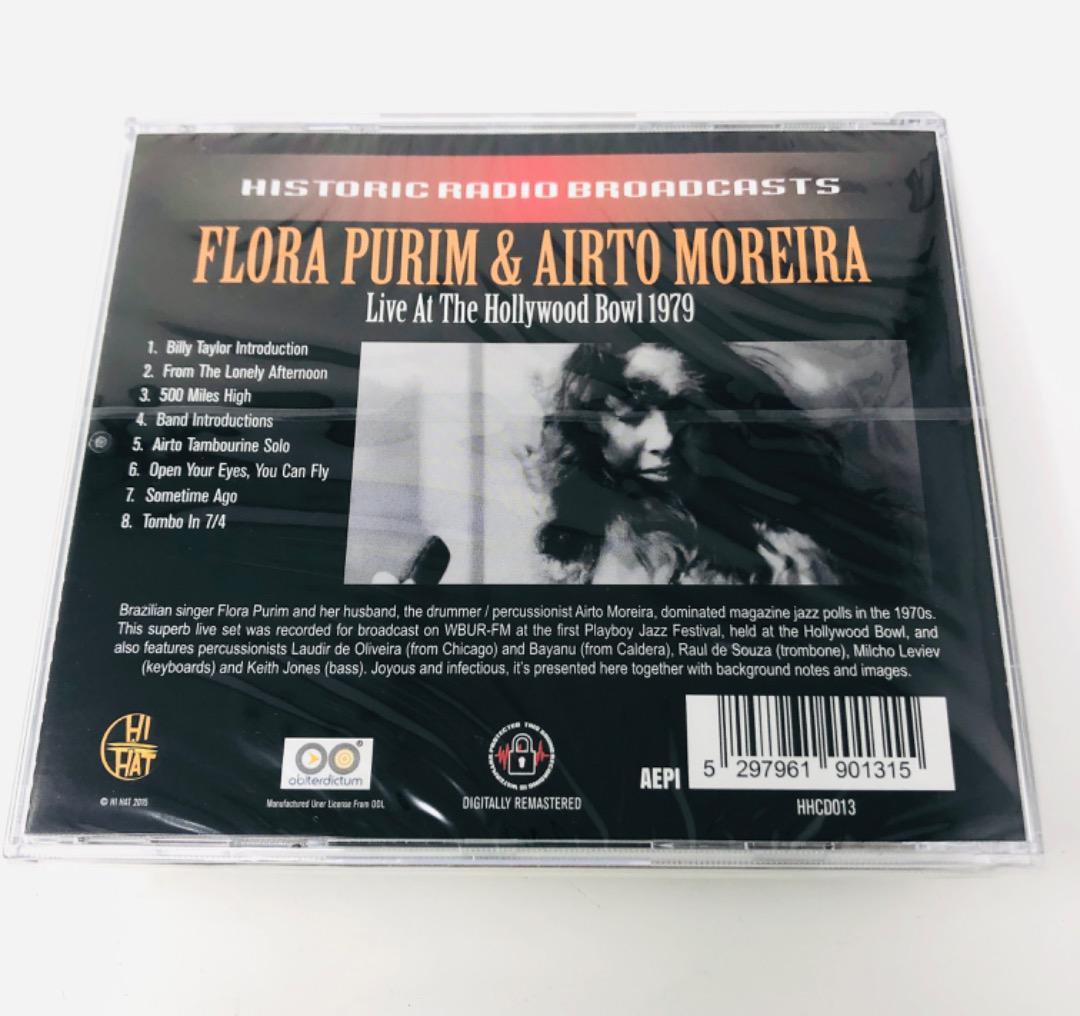 HISTORIC RADIO BROADCASTS
FLORA PURIM & AIRTO MOREIRA
Live At The Hollywood Bowl 1979
1. Billy Taylor Introduction
2. From The Lonely Afternoon
3. 500 Miles High
4. Band Introductions
5. Airto Tambourine Solo
6. Open Your Eyes, You Can Fly
7. Sometime Ago
8. Tombo In 7/4
Brazilian singer Flora Purim and her husband, the drummer / percussionist Airto Moreira, dominated magazine jazz polls in the 1970s.
This superb live set was recorded for broadcast on WBUR-FM at the first Playboy Jazz Festival, held at the Hollywood Bowl, and
also features percussionists Laudir de Oliveira (from Chicago) and Bayanu (from Caldera), Raul de Souza (trombone), Milcho Leviev
(keyboards) and Keith Jones (bass). Joyous and infectious, it's presented here together with background notes and images.
HI
HAT
© HI HAT 2015
obiterdictum
Manufactured Uner License From ODL
DIGITALLY REMASTERED
AEPI
5 297961 901315
HHCD013